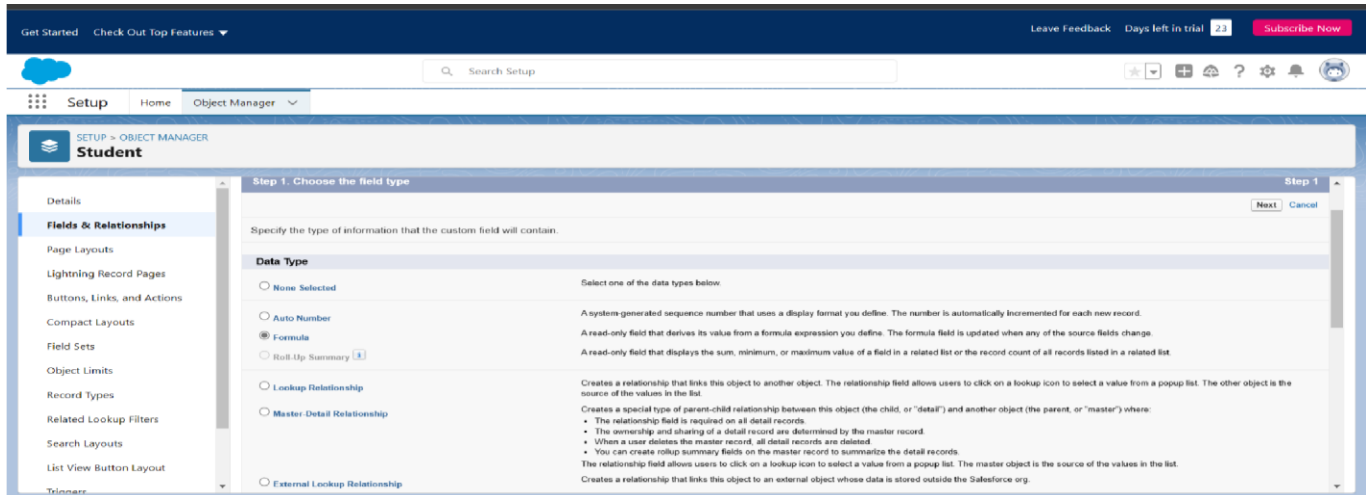 Get Started Check Out Top Features Leave Feedback Days left in trial 23 Subscribe Now
Search Setup
Setup Home Object Manager
SETUP > OBJECT MANAGER
Student
Details
Fields & Relationships
Page Layouts
Lightning Record Pages
Buttons, Links, and Actions
Compact Layouts
Field Sets
Object Limits
Record Types
Related Lookup Filters
Search Layouts
List View Button Layout
Triggers
Step 1. Choose the field type Step 1
Next Cancel
Specify the type of information that the custom field will contain.
Data Type
None Selected Select one of the data types below.
Auto Number A system-generated sequence number that uses a display format you define. The number is automatically incremented for each new record.
Formula A read-only field that derives its value from a formula expression you define. The formula field is updated when any of the source fields change.
Roll-Up Summary i A read-only field that displays the sum, minimum, or maximum value of a field in a related list or the record count of all records listed in a related list.
Lookup Relationship Creates a relationship that links this object to another object. The relationship field allows users to click on a lookup icon to select a value from a popup list. The other object is the
source of the values in the list.
Master-Detail Relationship Creates a special type of parent-child relationship between this object (the child, or "detail") and another object (the parent, or "master") where:
• The relationship field is required on all detail records.
• The ownership and sharing of a detail record are determined by the master record.
• When a user deletes the master record, all detail records are deleted.
• You can create rollup summary fields on the master record to summarize the detail records.
The relationship field allows users to click on a lookup icon to select a value from a popup list. The master object is the source of the values in the list.
External Lookup Relationship Creates a relationship that links this object to an external object whose data is stored outside the Salesforce org.